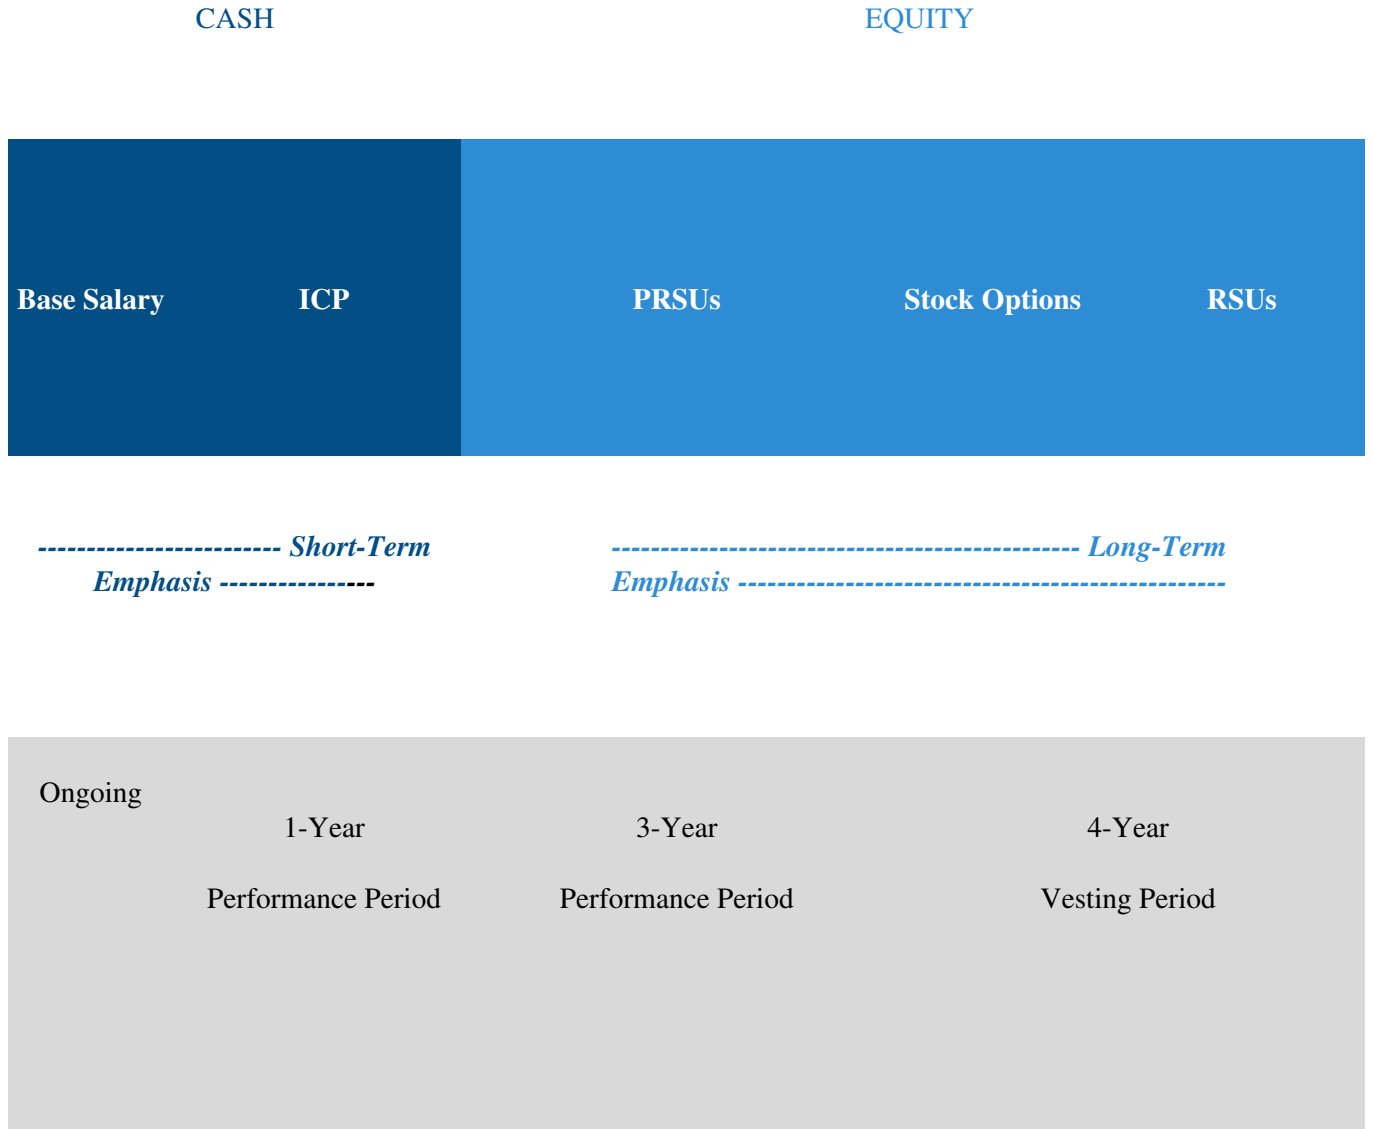 CASH EQUITY
Base Salary ICP PRSUs Stock Options RSUs
------------------------- Short-Term
Emphasis ----------------
------------------------------------------------ Long-Term
Emphasis --------------------------------------------------
Ongoing
1-Year 3-Year 4-Year
Performance Period Performance Period Vesting Period